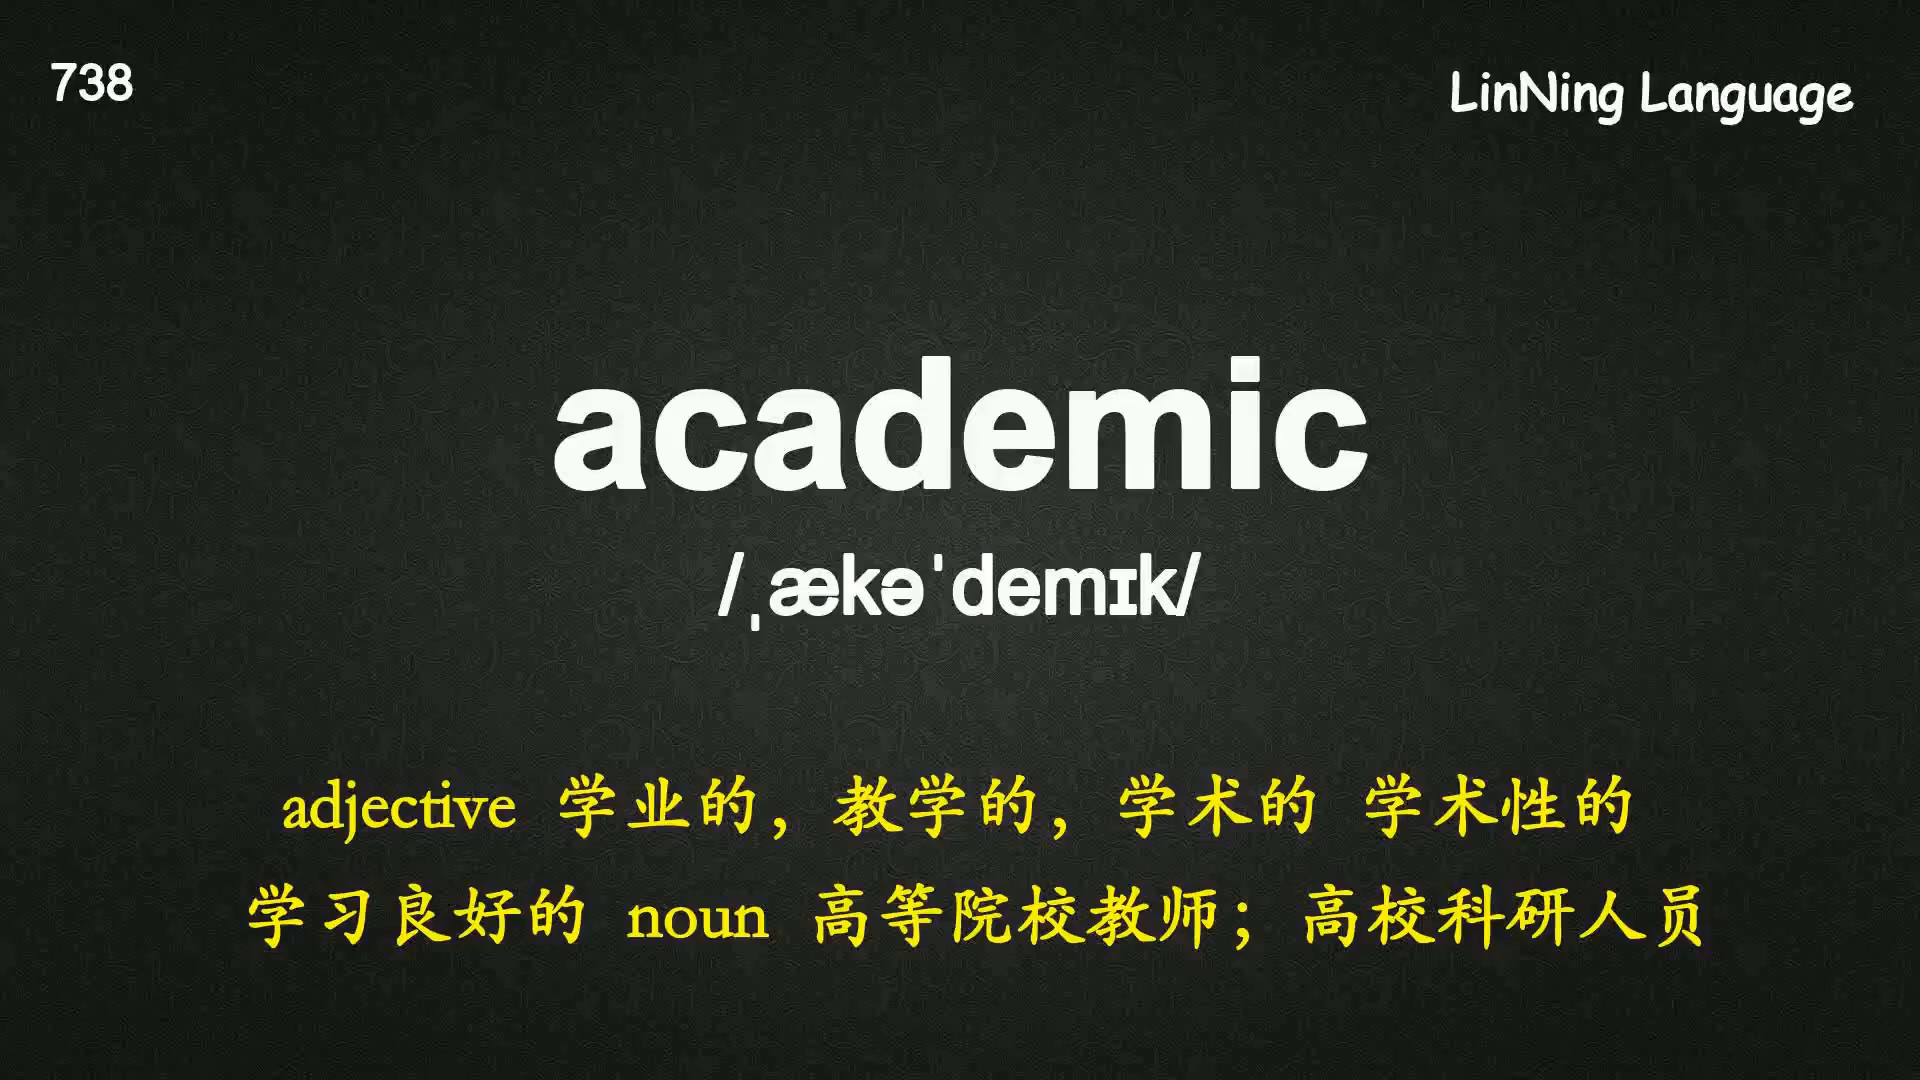 738
LinNing Language
academic
/ˌækəˈdemɪk/
adjective 学业的，教学的，学术的 学术性的
学习良好的 noun 高等院校教师；高校科研人员